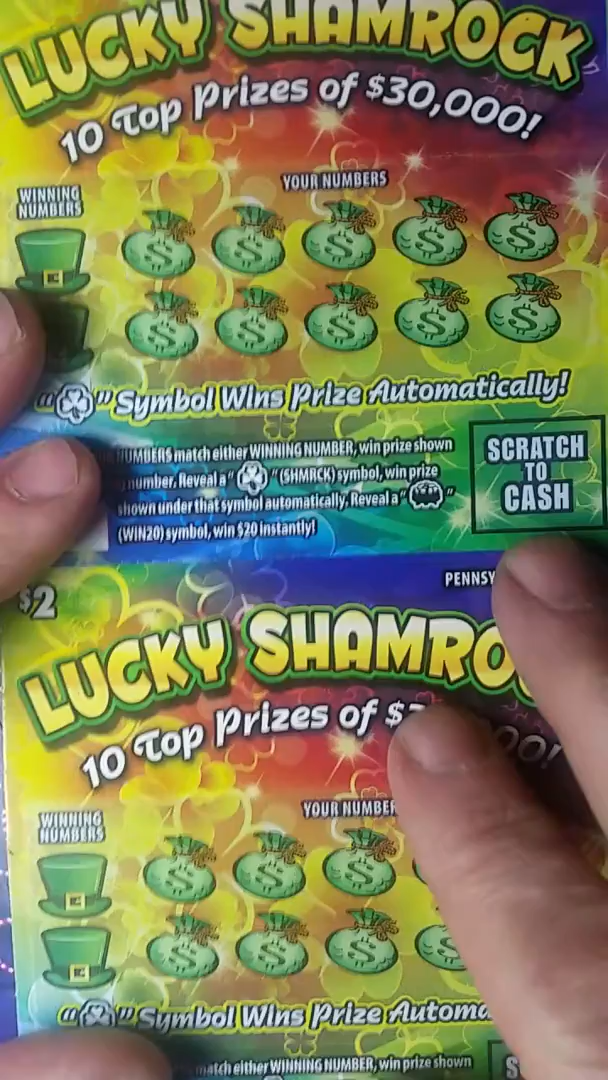 LUCKY SHAMROCK
10 Top Prizes of $30,000!
YOUR NUMBERS
WINNING
NUMBERS
$ $ $ $ $
$ $ $ $ $
" " Symbol Wins Prize Automatically!
NUMBERS match either WINNING NUMBER, win prize shown
number. Reveal a " " (SHMRCK) symbol, win prize
shown under that symbol automatically. Reveal a " "
(WIN20) symbol, win $20 instantly!
SCRATCH
TO
CASH
$2
PENNSY
LUCKY SHAMRO
10 Top Prizes of $ 00!
YOUR NUMBER
WINNING
NUMBERS
$ $ $
$ $ $ $
" " Symbol Wins Prize Automa
match either WINNING NUMBER, win prize shown
S